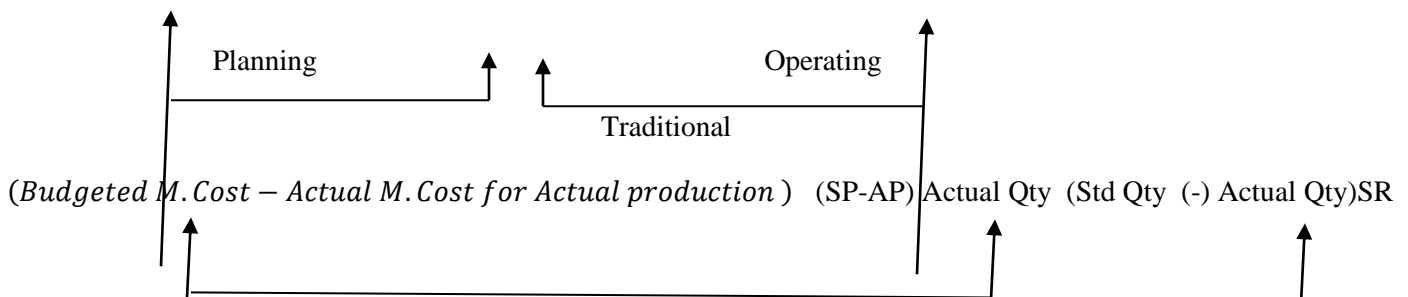 Planning Operating
Traditional
(Budgeted M.Cost − Actual M.Cost for Actual production ) (SP-AP) Actual Qty (Std Qty (-) Actual Qty)SR